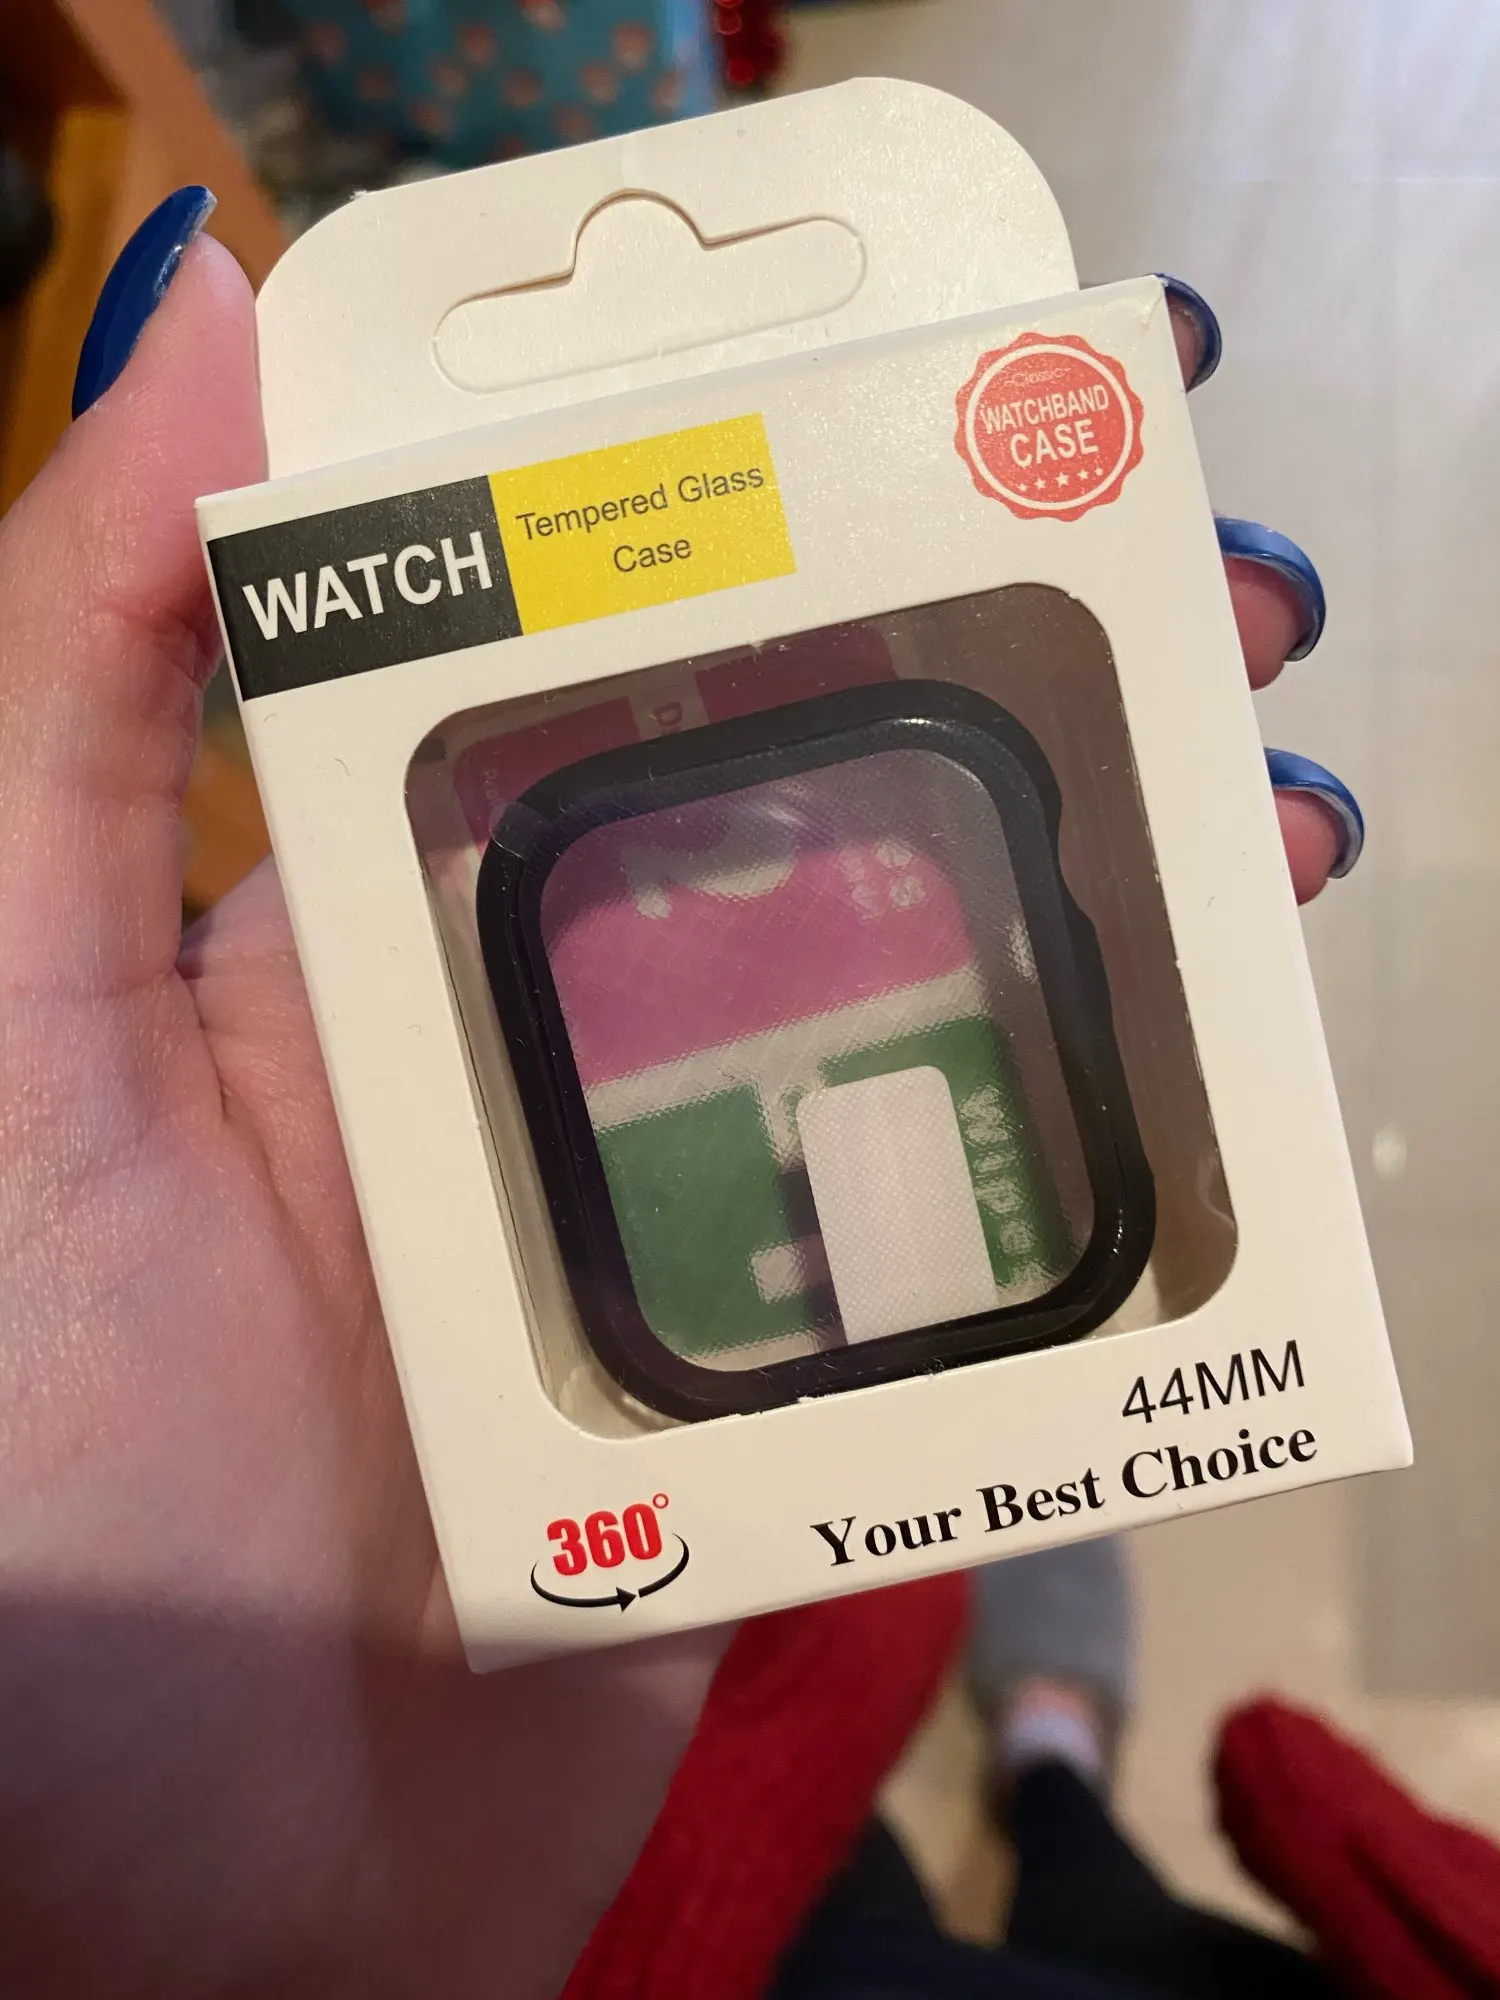 WATCH
Tempered Glass
Case
Classic
WATCHBAND
CASE
44MM
Your Best Choice
360°